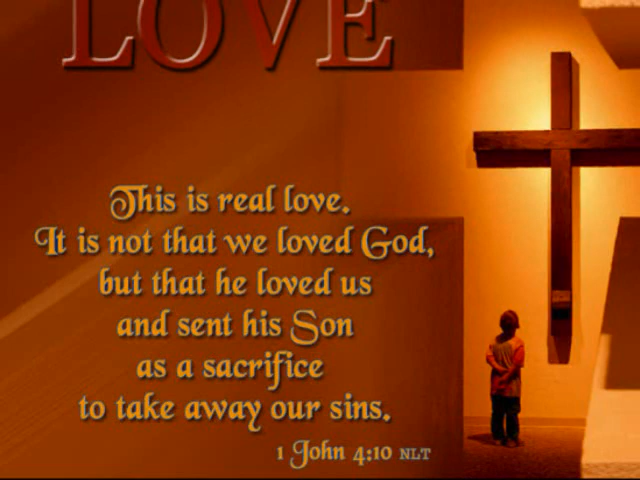 LOVE
This is real love.
It is not that we loved God,
but that he loved us
and sent his Son
as a sacrifice
to take away our sins.
1 John 4:10 NLT